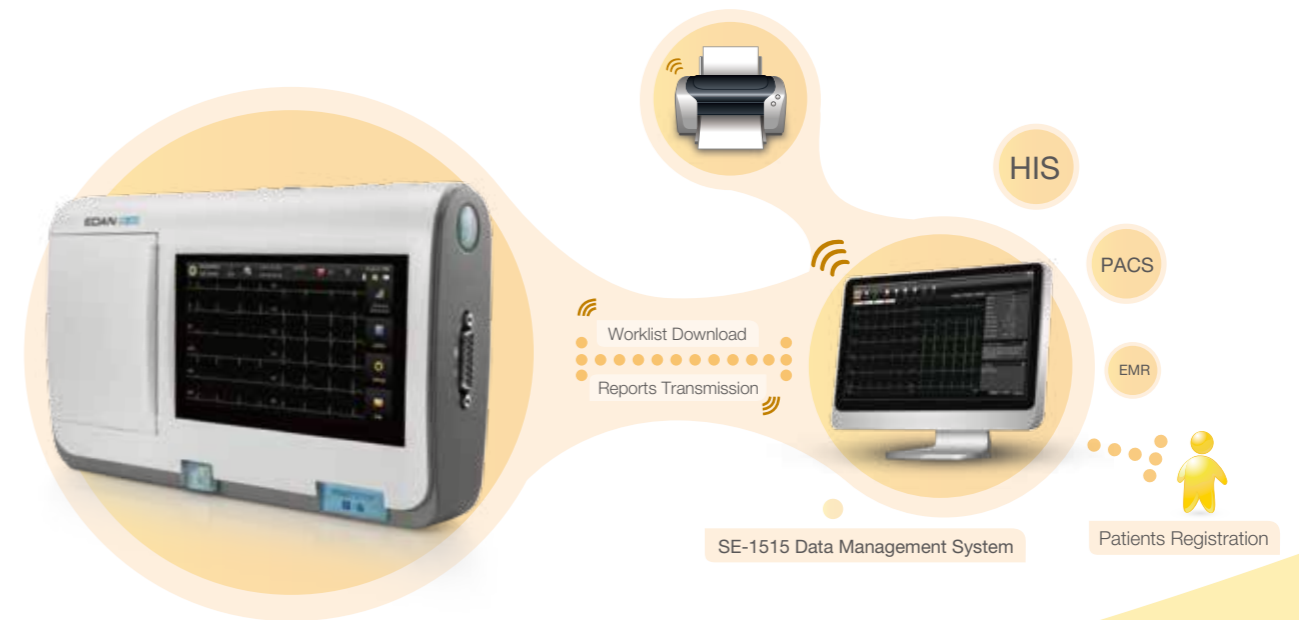 EDAN
HIS
PACS
Worklist Download
EMR
Reports Transmission
SE-1515 Data Management System
Patients Registration